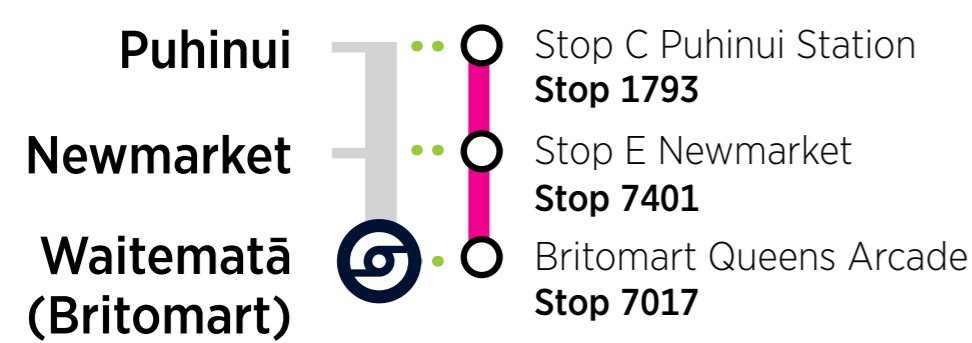 Puhinui
Stop C Puhinui Station
Stop 1793
Newmarket
Stop E Newmarket
Stop 7401
Waitematā
(Britomart)
Britomart Queens Arcade
Stop 7017